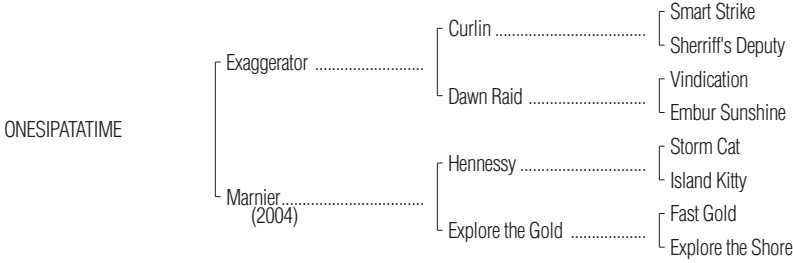 Smart Strike
Curlin ....................................
Sherriff's Deputy
Exaggerator ..........................
Vindication
Dawn Raid ............................
Embur Sunshine
ONESIPATATIME
Storm Cat
Hennessy ..............................
Island Kitty
Marnier..................................
(2004)
Fast Gold
Explore the Gold ..................
Explore the Shore